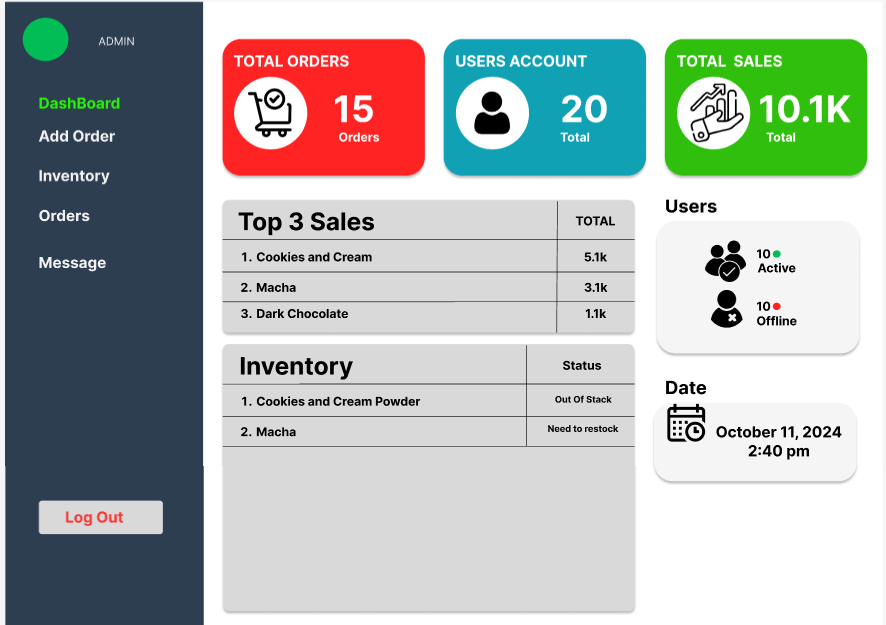 ADMIN
DashBoard
Add Order
Inventory
Orders
Message
Log Out
TOTAL ORDERS
15
Orders
USERS ACCOUNT
20
Total
TOTAL SALES
10.1K
Total
Top 3 Sales TOTAL
1. Cookies and Cream 5.1k
2. Macha 3.1k
3. Dark Chocolate 1.1k
Inventory Status
1. Cookies and Cream Powder Out Of Stack
2. Macha Need to restock
Users
10
Active
10
Offline
Date
October 11, 2024
2:40 pm